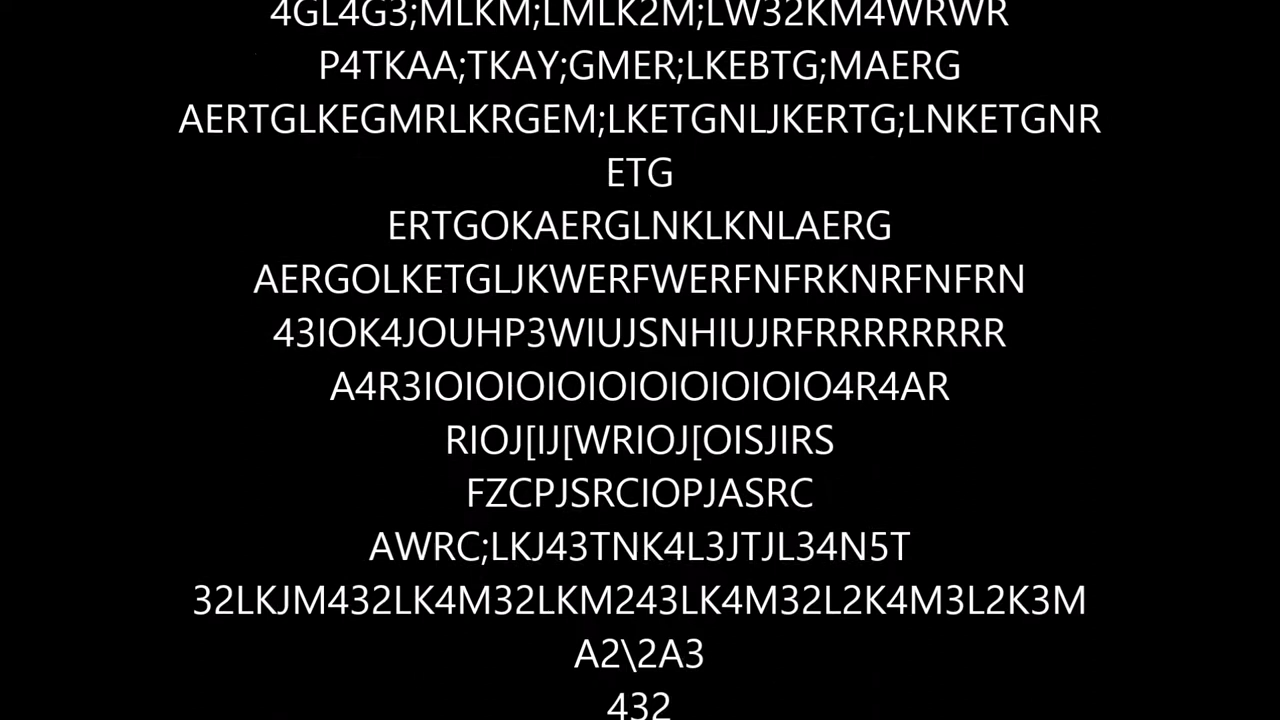 4GL4G3;MLKM;LMLK2M;LW32KM4WRWR
P4TKAA;TKAY;GMER;LKEBTG;MAERG
AERTGLKEGMRLKRGEM;LKETGNLJKERTG;LNKETGNR
ETG
ERTGOKAERGLNKLKNLAERG
AERGOLKETGLJKWERFWERFNFRKNRFNFRN
43IOK4JOUHP3WIUJSNHIUJRFRRRRRRRR
A4R3IOIOIOIOIOIOIOIOIOIO4R4AR
RIOJ[IJ[WRIOJ[OISJIRS
FZCPJSRCIOPJASRC
AWRC;LKJ43TNK4L3JTJL34N5T
32LKJM432LK4M32LKM243LK4M32L2K4M3L2K3M
A2\2A3
432